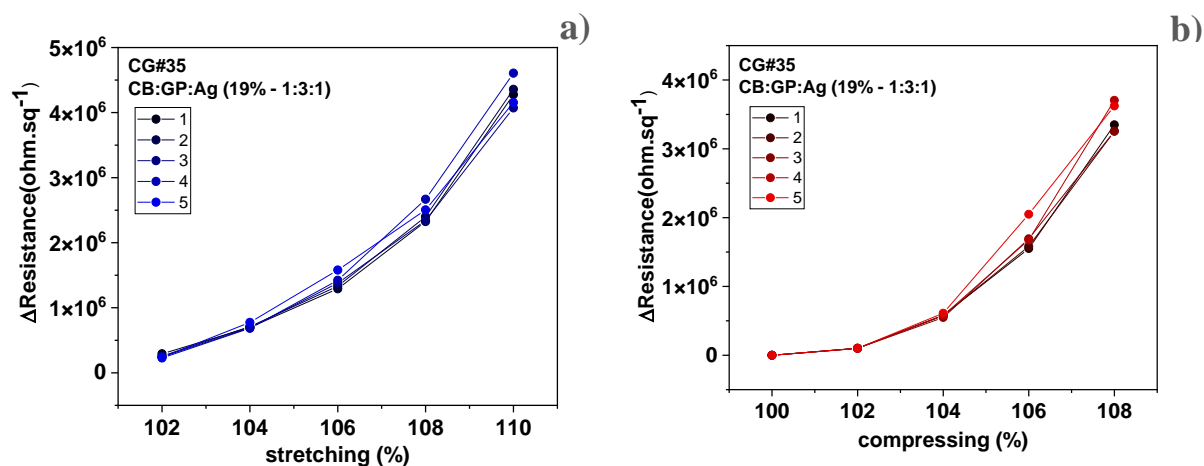 a)
CG#35
CB:GP:Ag (19% - 1:3:1)
1
2
3
4
5
5×10⁶
4×10⁶
3×10⁶
2×10⁶
1×10⁶
0
ΔResistance(ohm.sq⁻¹)
102 104 106 108 110
stretching (%)
b)
CG#35
CB:GP:Ag (19% - 1:3:1)
1
2
3
4
5
4×10⁶
3×10⁶
2×10⁶
1×10⁶
0
ΔResistance(ohm.sq⁻¹)
100 102 104 106 108
compressing (%)